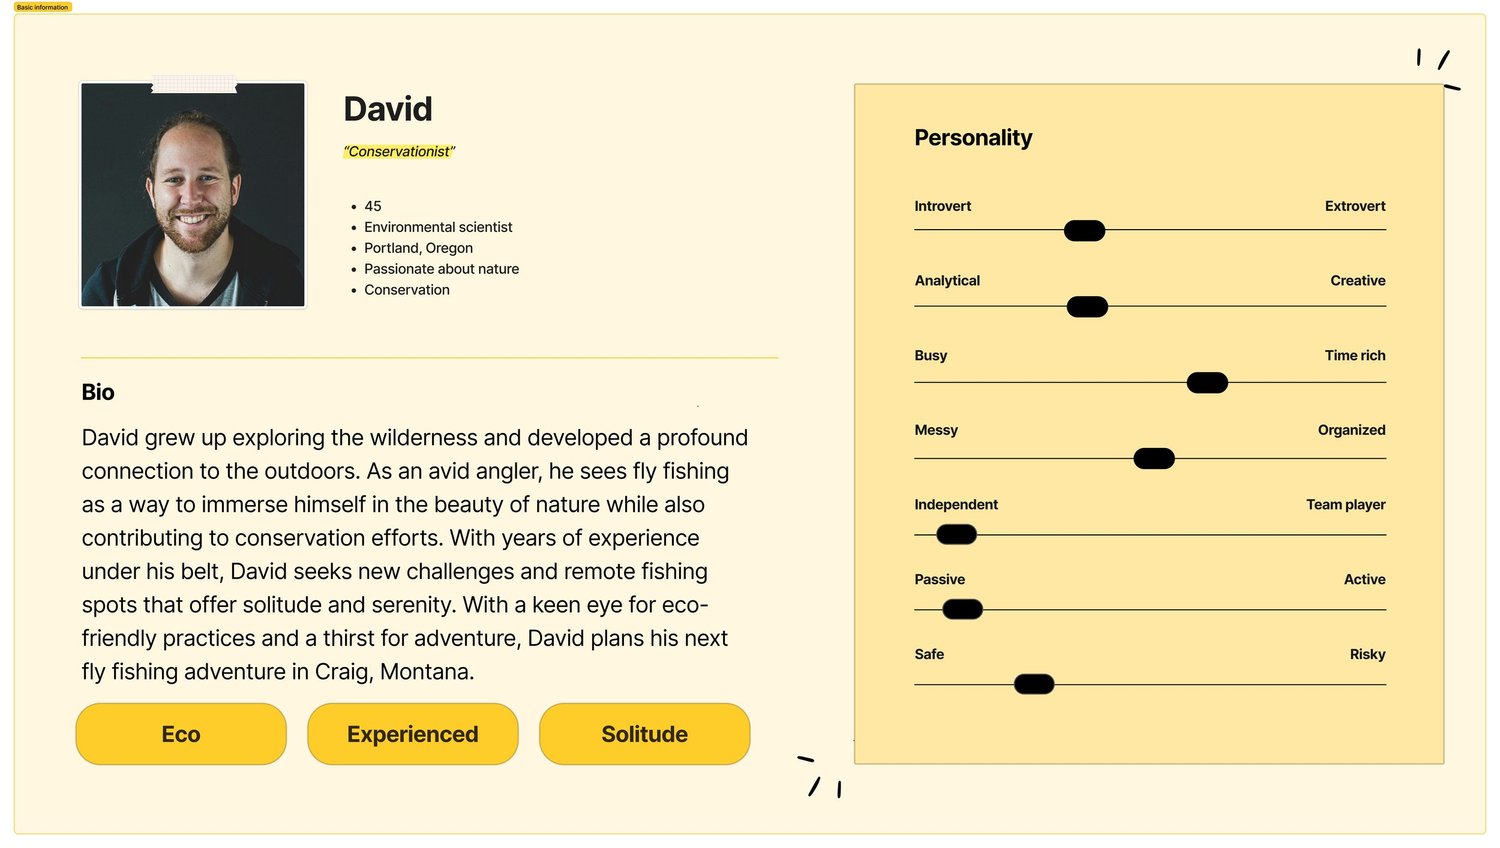 Basic information
David
“Conservationist”
• 45
• Environmental scientist
• Portland, Oregon
• Passionate about nature
• Conservation
Bio
David grew up exploring the wilderness and developed a profound
connection to the outdoors. As an avid angler, he sees fly fishing
as a way to immerse himself in the beauty of nature while also
contributing to conservation efforts. With years of experience
under his belt, David seeks new challenges and remote fishing
spots that offer solitude and serenity. With a keen eye for eco-
friendly practices and a thirst for adventure, David plans his next
fly fishing adventure in Craig, Montana.
Eco
Experienced
Solitude
Personality
Introvert Extrovert
Analytical Creative
Busy Time rich
Messy Organized
Independent Team player
Passive Active
Safe Risky